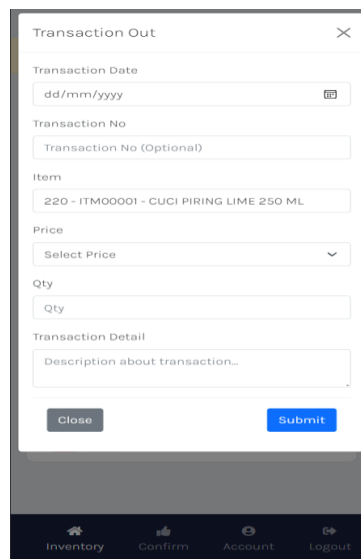 Transaction Out
Transaction Date
dd/mm/yyyy
Transaction No
Transaction No (Optional)
Item
220 - ITM00001 - CUCI PIRING LIME 250 ML
Price
Select Price
Qty
Qty
Transaction Detail
Description about transaction...
Close Submit
Inventory Confirm Account Logout